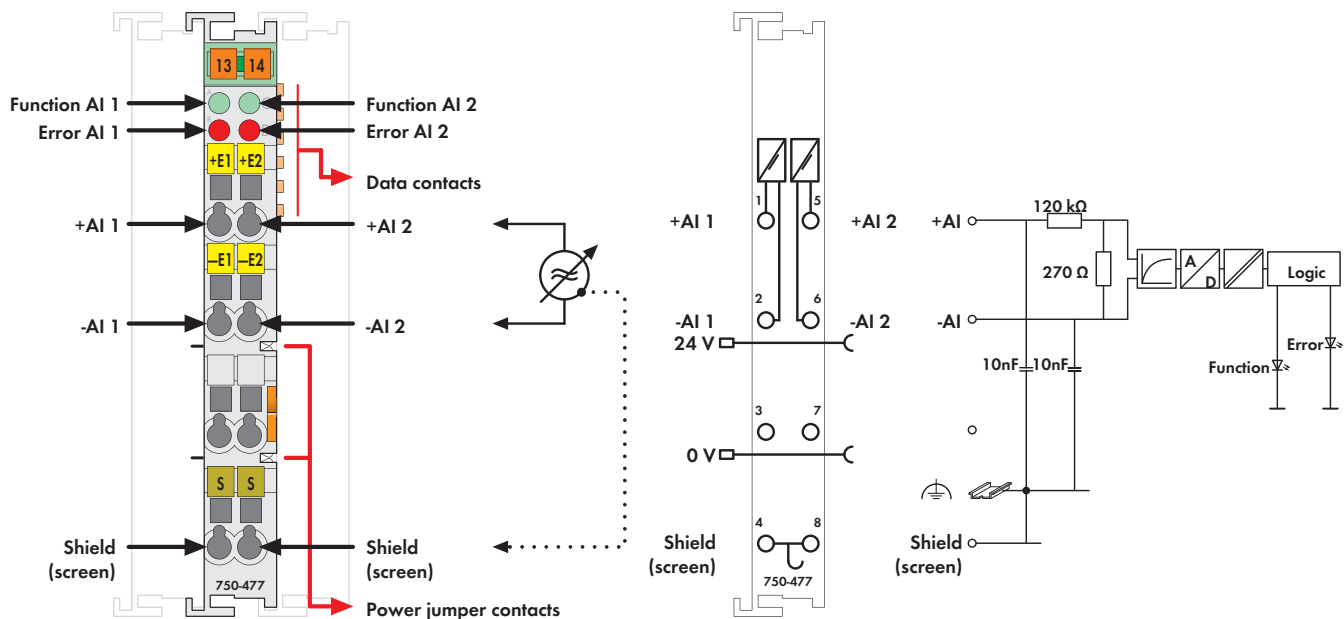 13 14
Function AI 1
Function AI 2
Error AI 1
Error AI 2
+E1 +E2
Data contacts
+AI 1
+AI 2
—E1 —E2
-AI 1
-AI 2
S S
Shield
(screen)
Shield
(screen)
750-477
Power jumper contacts
1
5
+AI 1
+AI 2
2
6
-AI 1
-AI 2
24 V
3
7
0 V
4
8
Shield
(screen)
750-477
+AI
120 kΩ
270 Ω
A
D
Logic
-AI
10nF
10nF
Function
Error
Shield
(screen)